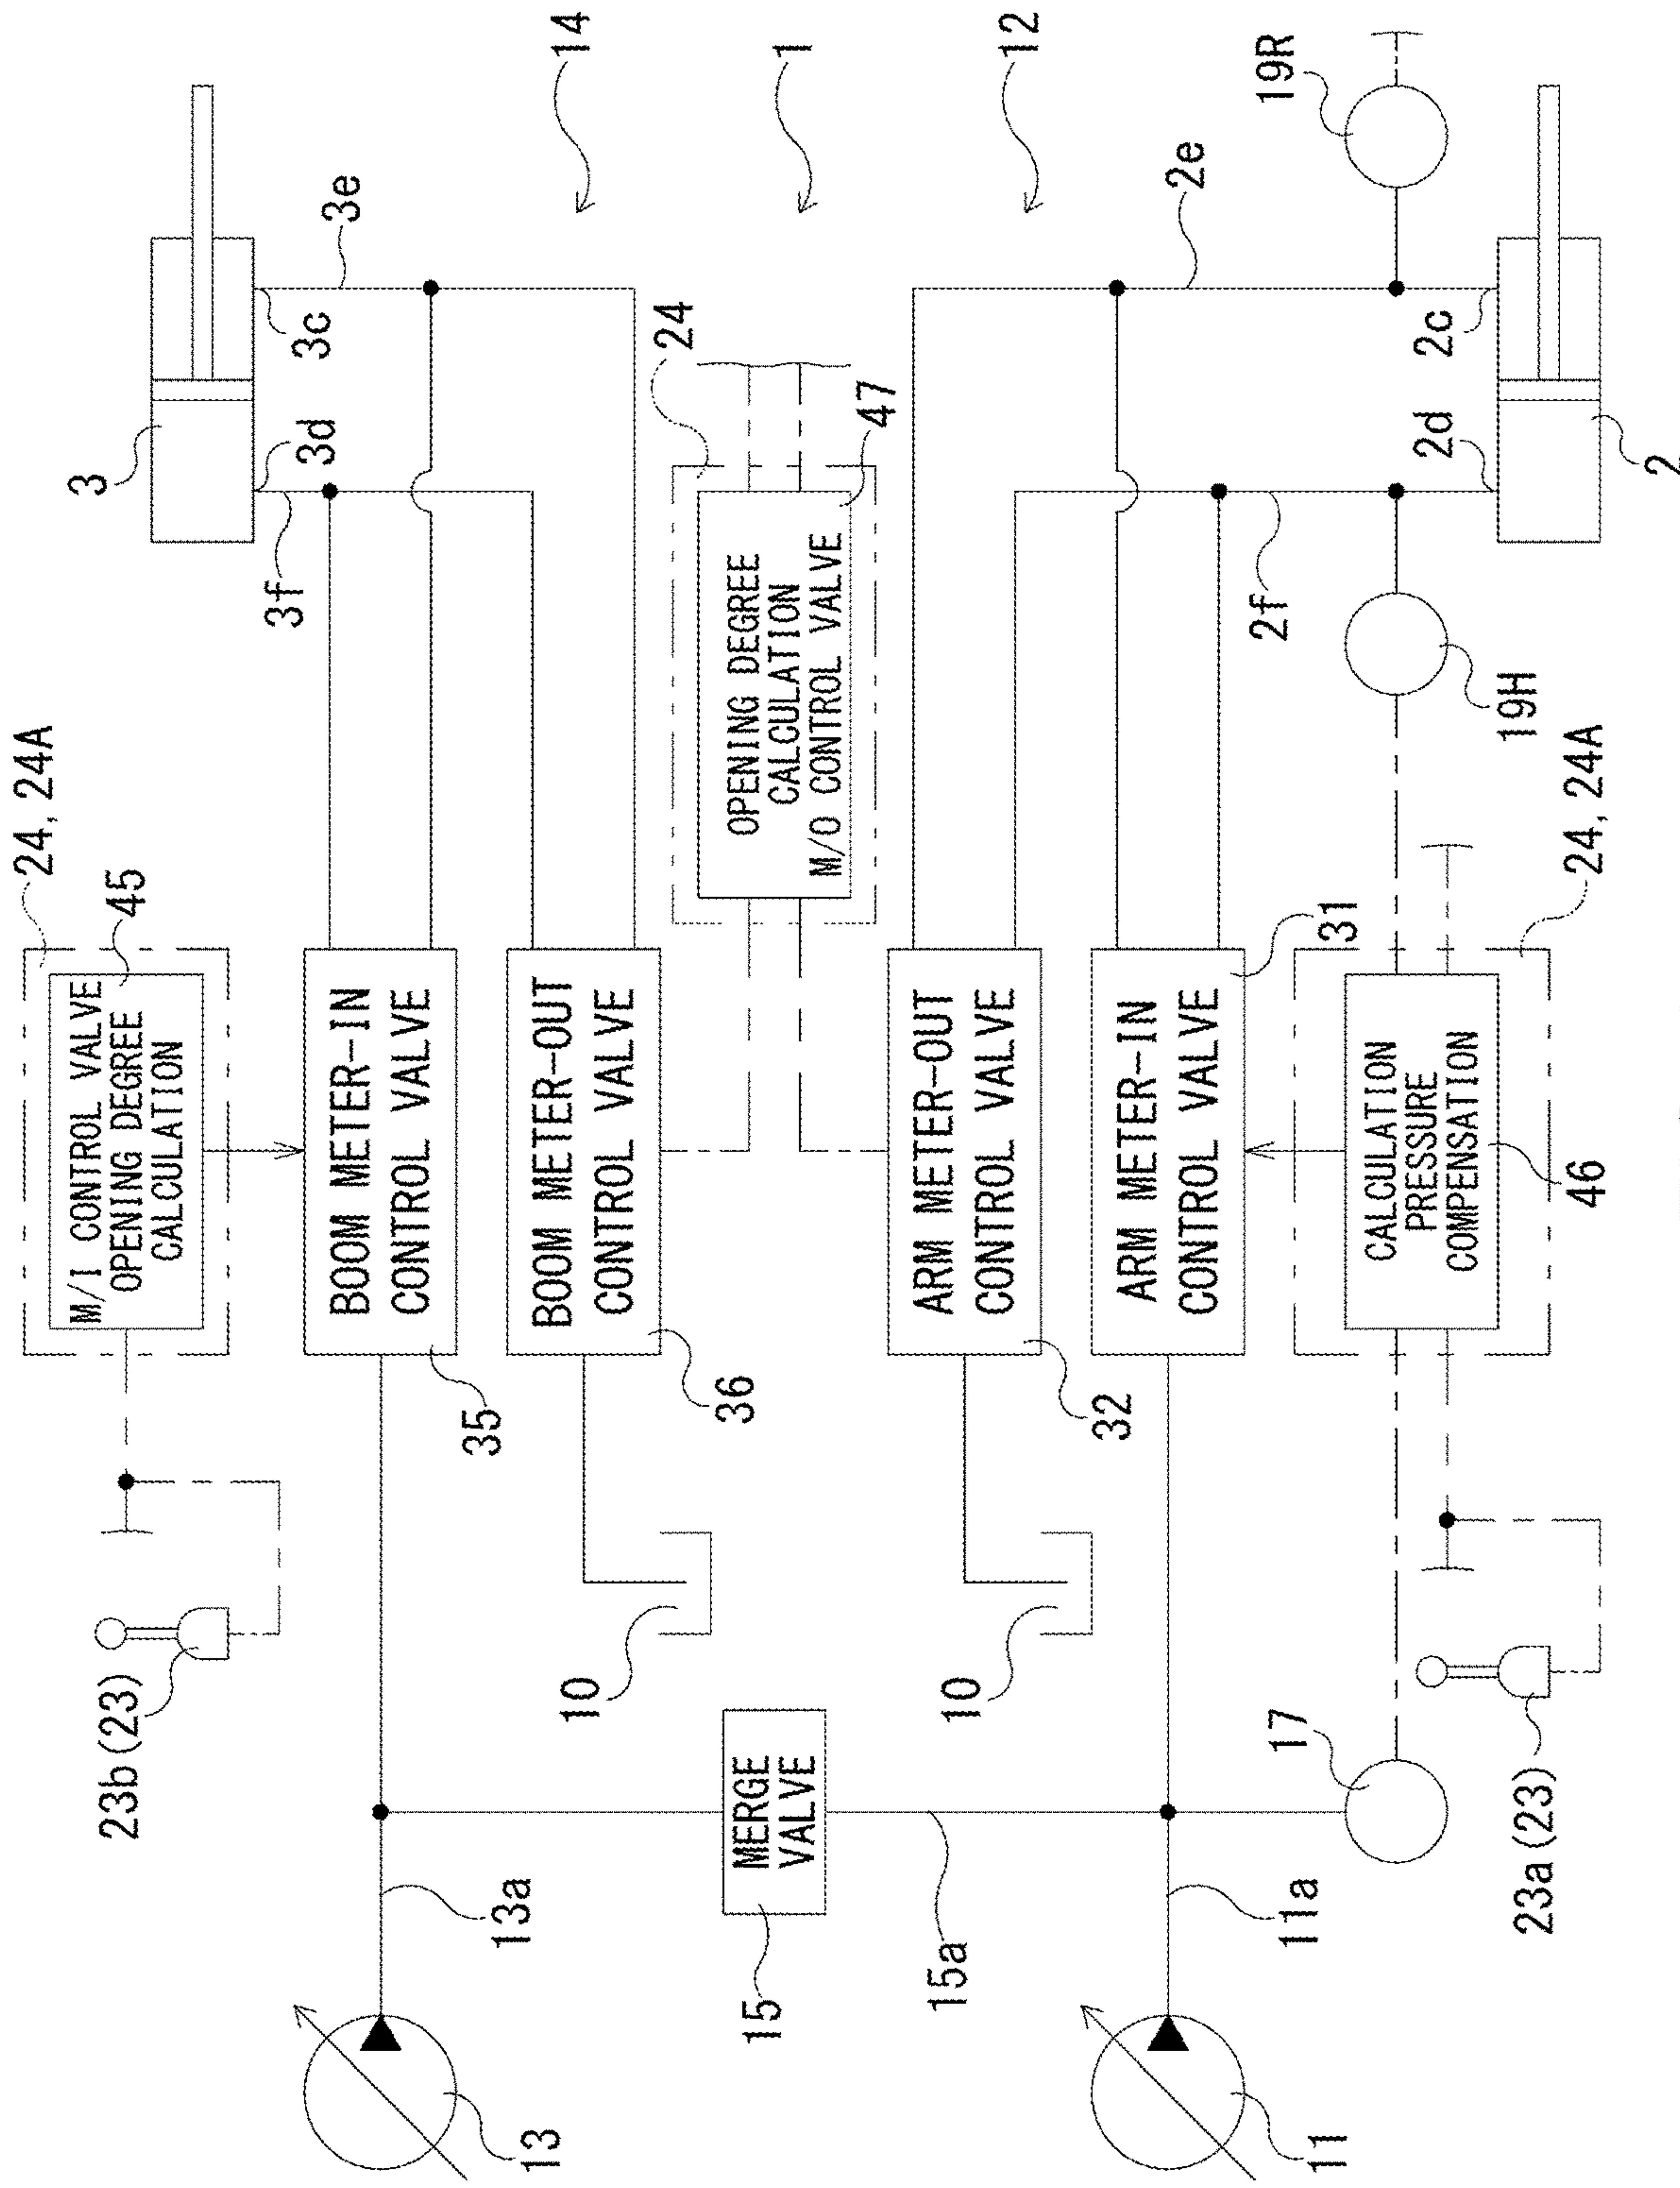 24, 24A
45
M/I CONTROL VALVE
OPENING DEGREE
CALCULATION
23b(23)
3
3d
3c
3e
3f
14
1
12
BOOM METER-IN
CONTROL VALVE
35
BOOM METER-OUT
CONTROL VALVE
36
10
13a
13
24
47
OPENING DEGREE
CALCULATION
M/O CONTROL VALVE
MERGE
VALVE
15
15a
ARM METER-OUT
CONTROL VALVE
32
10
ARM METER-IN
CONTROL VALVE
31
11a
11
17
2e
2f
19R
19H
2c
2d
2
24, 24A
CALCULATION
PRESSURE
COMPENSATION
46
23a(23)